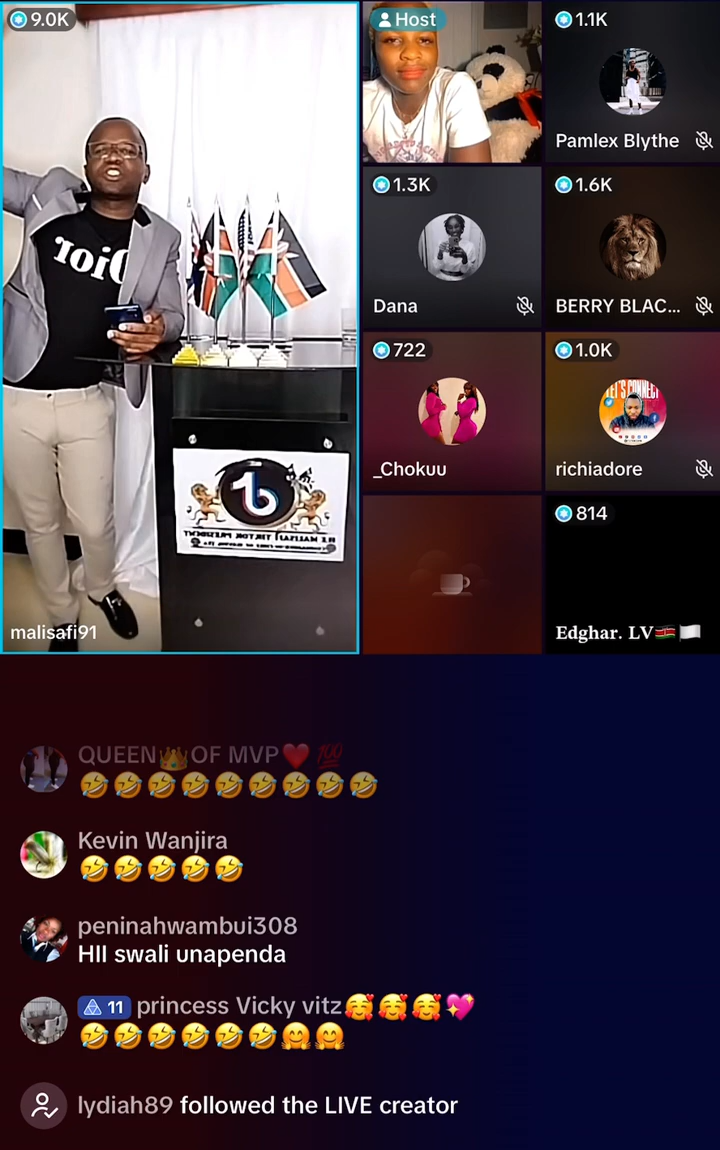 9.0K
Host
1.1K
Pamlex Blythe
1.3K
Dana
1.6K
BERRY BLAC...
722
_Chokuu
1.0K
LET'S CONNECT
richiadore
malisafi91
814
Edghar. LV🇰🇪🏳️
QUEEN👑OF MVP❤️💯
🤣🤣🤣🤣🤣🤣🤣🤣🤣
Kevin Wanjira
🤣🤣🤣🤣🤣
peninahwambui308
HII swali unapenda
11 princess Vicky vitz🥰🥰🥰💖
🤣🤣🤣🤣🤣🤣🤗🤗
lydiah89 followed the LIVE creator